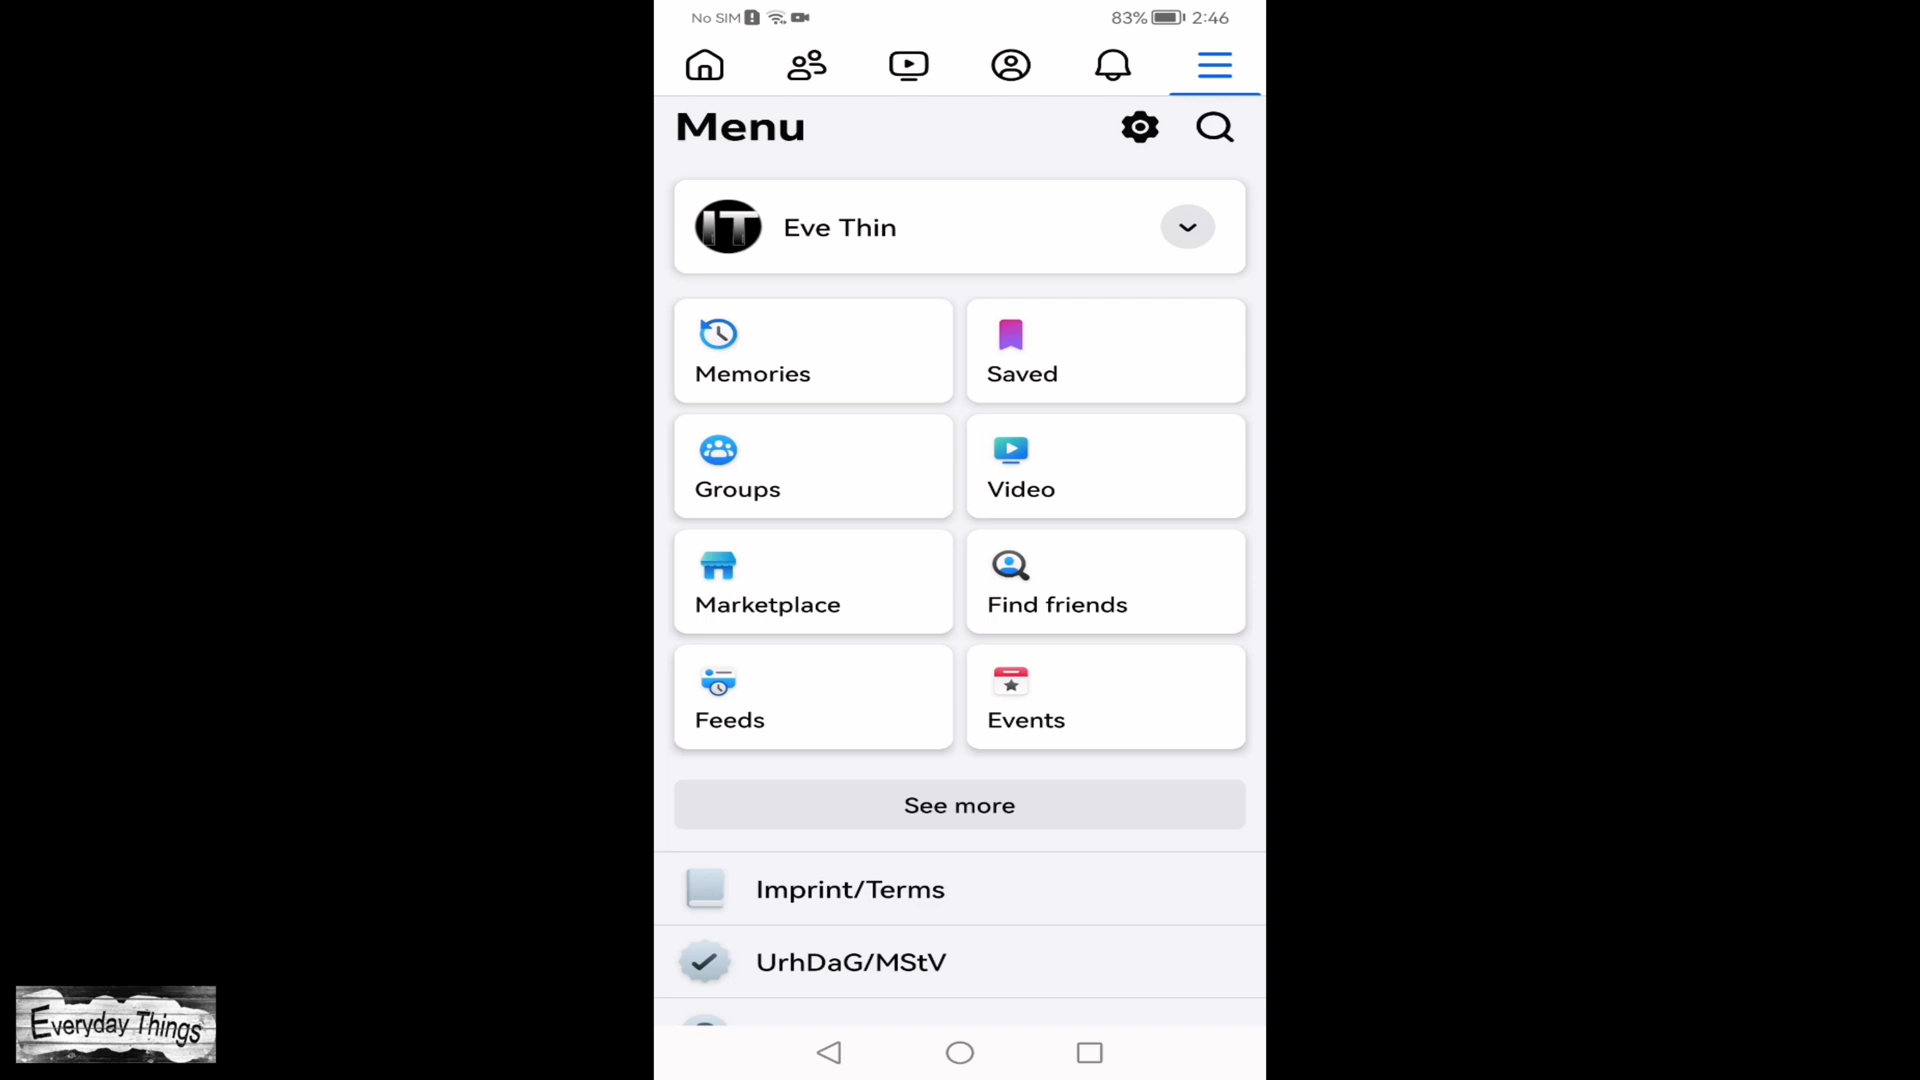 No SIM
83% 2:46
Menu
IT Eve Thin
Memories
Saved
Groups
Video
Marketplace
Find friends
Feeds
Events
See more
Imprint/Terms
UrhDaG/MStV
Everyday Things